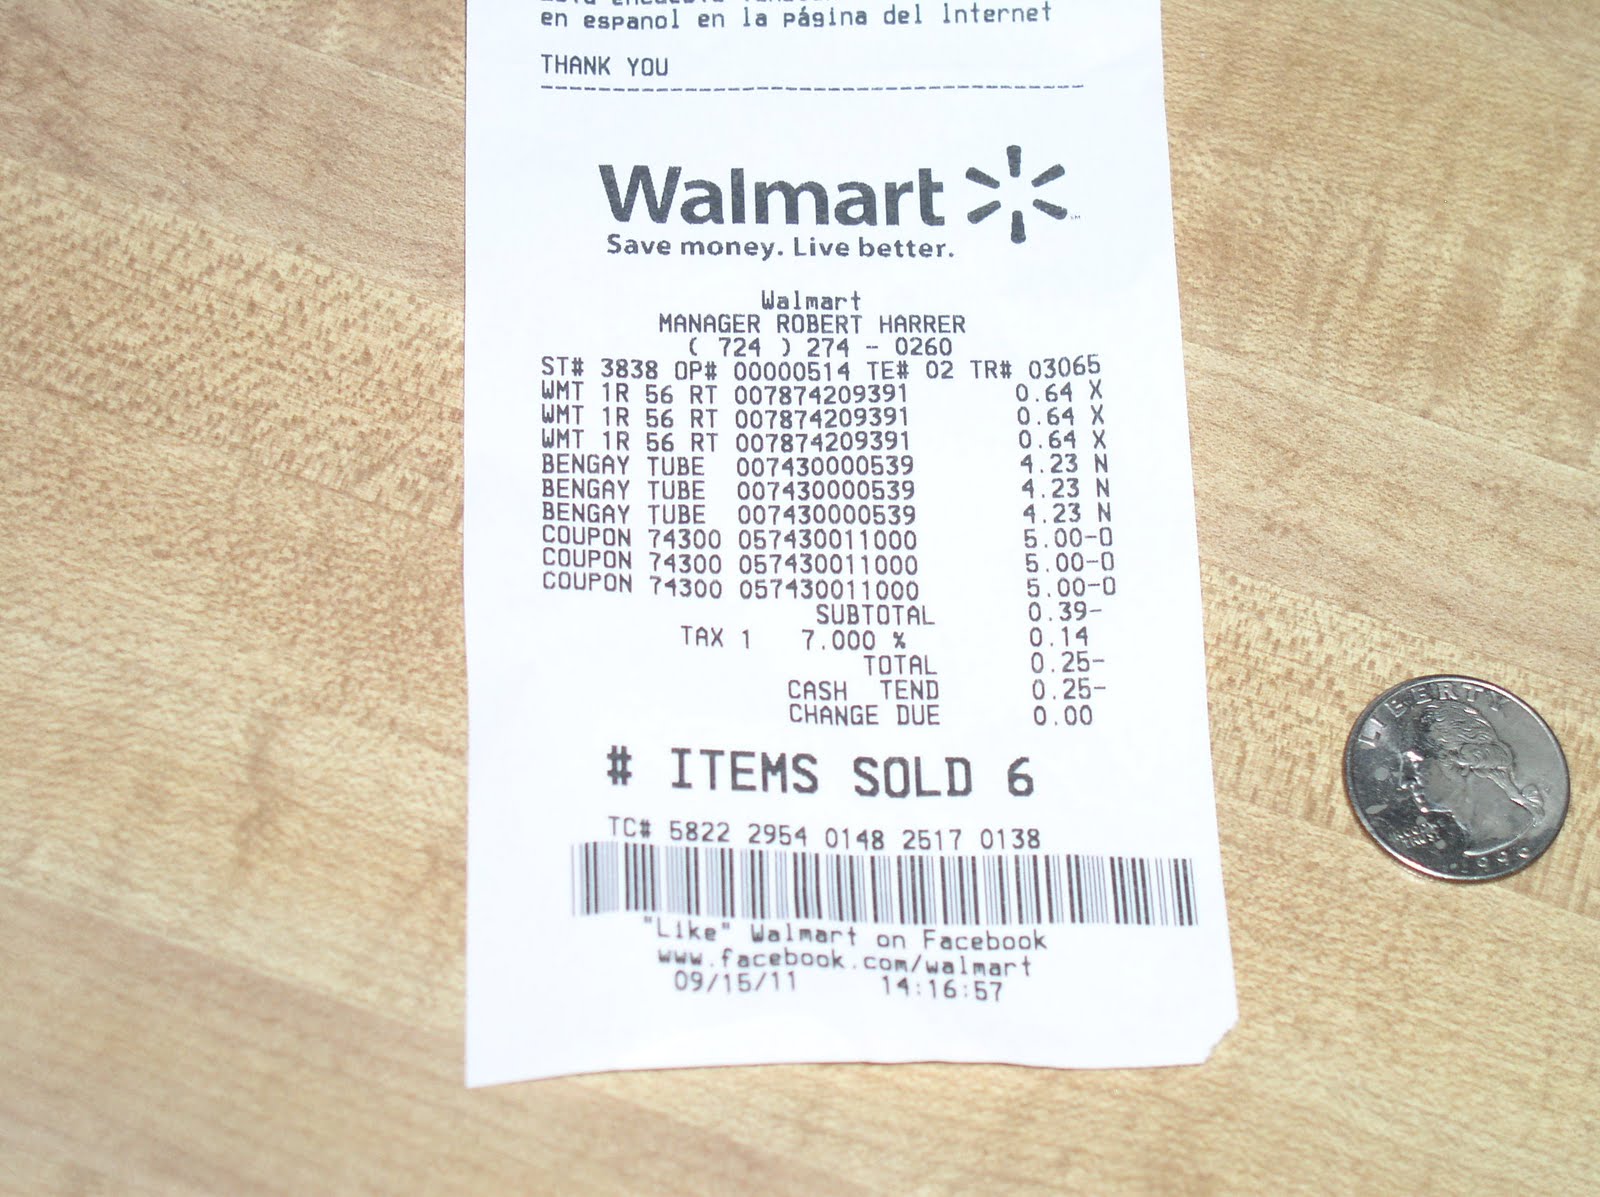 en espanol en la página del Internet
THANK YOU
Walmart
Save money. Live better.
Walmart
MANAGER ROBERT HARRER
( 724 ) 274 - 0260
ST# 3838 OP# 00000514 TE# 02 TR# 03065
WMT 1R 56 RT 007874209391 0.64 X
WMT 1R 56 RT 007874209391 0.64 X
WMT 1R 56 RT 007874209391 0.64 X
BENGAY TUBE 007430000539 4.23 N
BENGAY TUBE 007430000539 4.23 N
BENGAY TUBE 007430000539 4.23 N
COUPON 74300 057430011000 5.00-O
COUPON 74300 057430011000 5.00-O
COUPON 74300 057430011000 5.00-O
SUBTOTAL 0.39-
TAX 1 7.000 % 0.14
TOTAL 0.25-
CASH TEND 0.25-
CHANGE DUE 0.00
# ITEMS SOLD 6
TC# 5822 2954 0148 2517 0138
"Like" Walmart on Facebook
www.facebook.com/walmart
09/15/11 14:16:57
LIBERTY